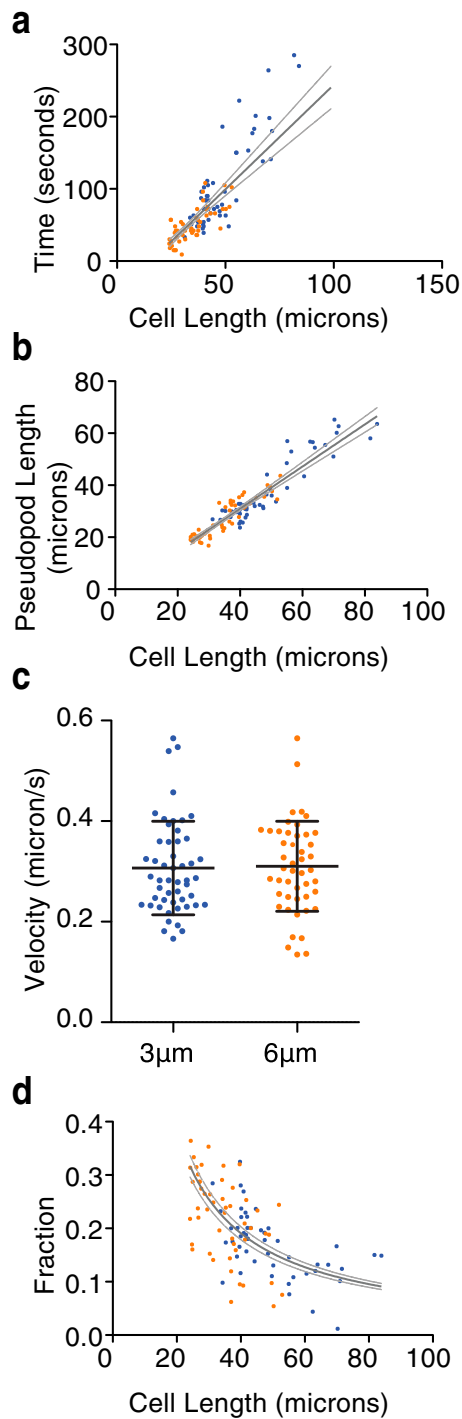 a
300
200
100
0
Time (seconds)
0 50 100 150
Cell Length (microns)
b
80
60
40
20
0
Pseudopod Length
(microns)
0 20 40 60 80 100
Cell Length (microns)
c
0.6
0.4
0.2
0.0
Velocity (micron/s)
3μm 6μm
d
0.4
0.3
0.2
0.1
0.0
Fraction
0 20 40 60 80 100
Cell Length (microns)